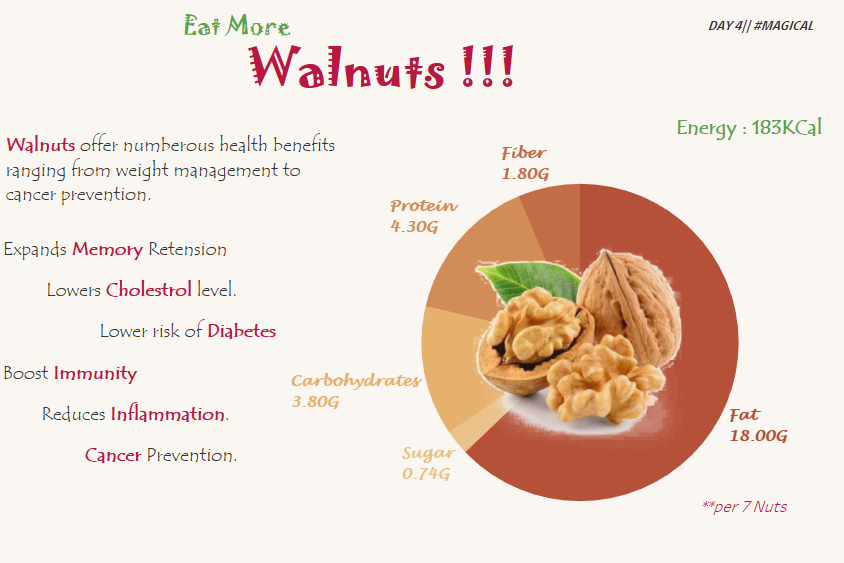 Eat More
DAY 4|| #MAGICAL
Walnuts !!!
Energy : 183KCal
Walnuts offer numberous health benefits
ranging from weight management to
cancer prevention.
Expands Memory Retension
Lowers Cholestrol level.
Lower risk of Diabetes
Boost Immunity
Reduces Inflammation.
Cancer Prevention.
Fiber
1.80G
Protein
4.30G
Carbohydrates
3.80G
Sugar
0.74G
Fat
18.00G
**per 7 Nuts